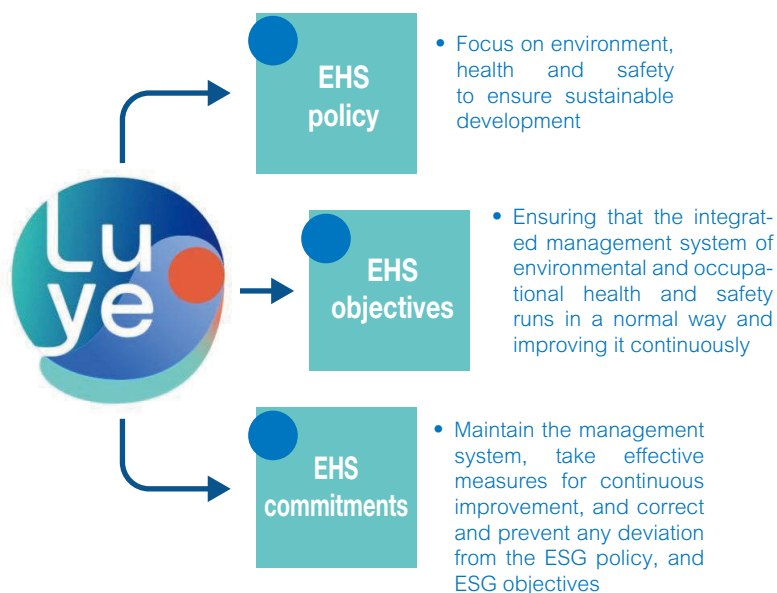 Lu
ye
EHS
policy
• Focus on environment,
health and safety
to ensure sustainable
development
EHS
objectives
• Ensuring that the integrat-
ed management system of
environmental and occupa-
tional health and safety
runs in a normal way and
improving it continuously
EHS
commitments
• Maintain the management
system, take effective
measures for continuous
improvement, and correct
and prevent any deviation
from the ESG policy, and
ESG objectives